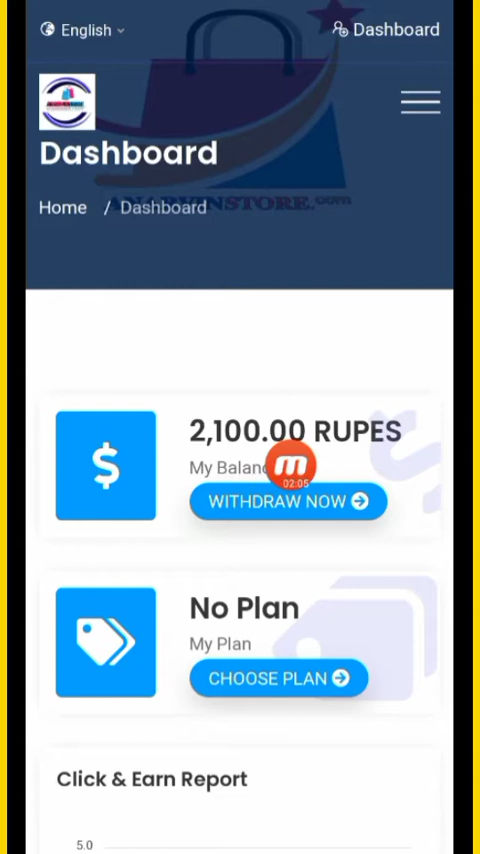 English
Dashboard
Dashboard
Home / Dashboard
2,100.00 RUPES
My Balanc
02:05
WITHDRAW NOW
No Plan
My Plan
CHOOSE PLAN
Click & Earn Report
5.0